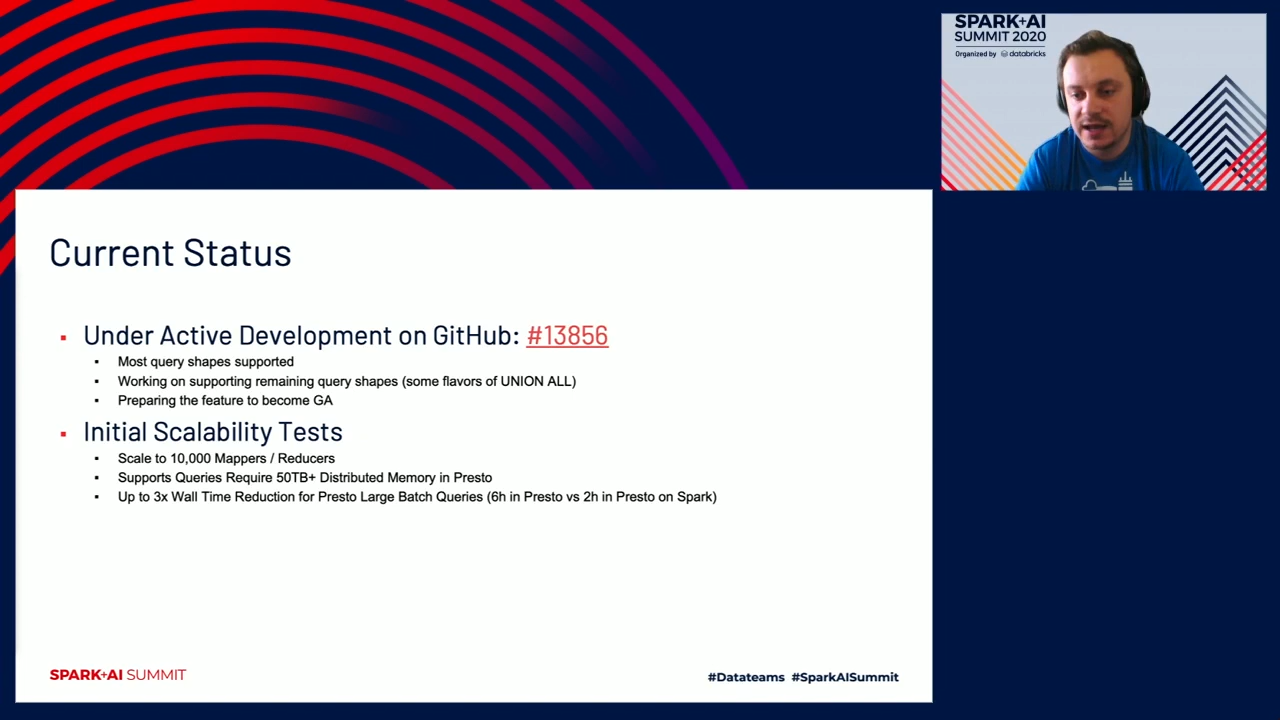 SPARK+AI
SUMMIT 2020
Organized by databricks
Current Status
Under Active Development on GitHub: #13856
Most query shapes supported
Working on supporting remaining query shapes (some flavors of UNION ALL)
Preparing the feature to become GA
Initial Scalability Tests
Scale to 10,000 Mappers / Reducers
Supports Queries Require 50TB+ Distributed Memory in Presto
Up to 3x Wall Time Reduction for Presto Large Batch Queries (6h in Presto vs 2h in Presto on Spark)
SPARK+AI SUMMIT
#Datateams #SparkAISummit